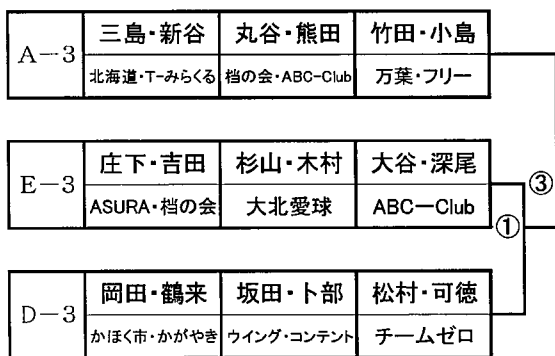 A-3
三島・新谷 丸谷・熊田 竹田・小島
北海道・T-みらくる 档の会・ABC-Club 万葉・フリー
E-3
庄下・吉田 杉山・木村 大谷・深尾
ASURA・档の会 大北愛球 ABC-Club
D-3
岡田・鶴来 坂田・卜部 松村・可徳
かほく市・かがやき ウイング・コンテント チームゼロ
③
①